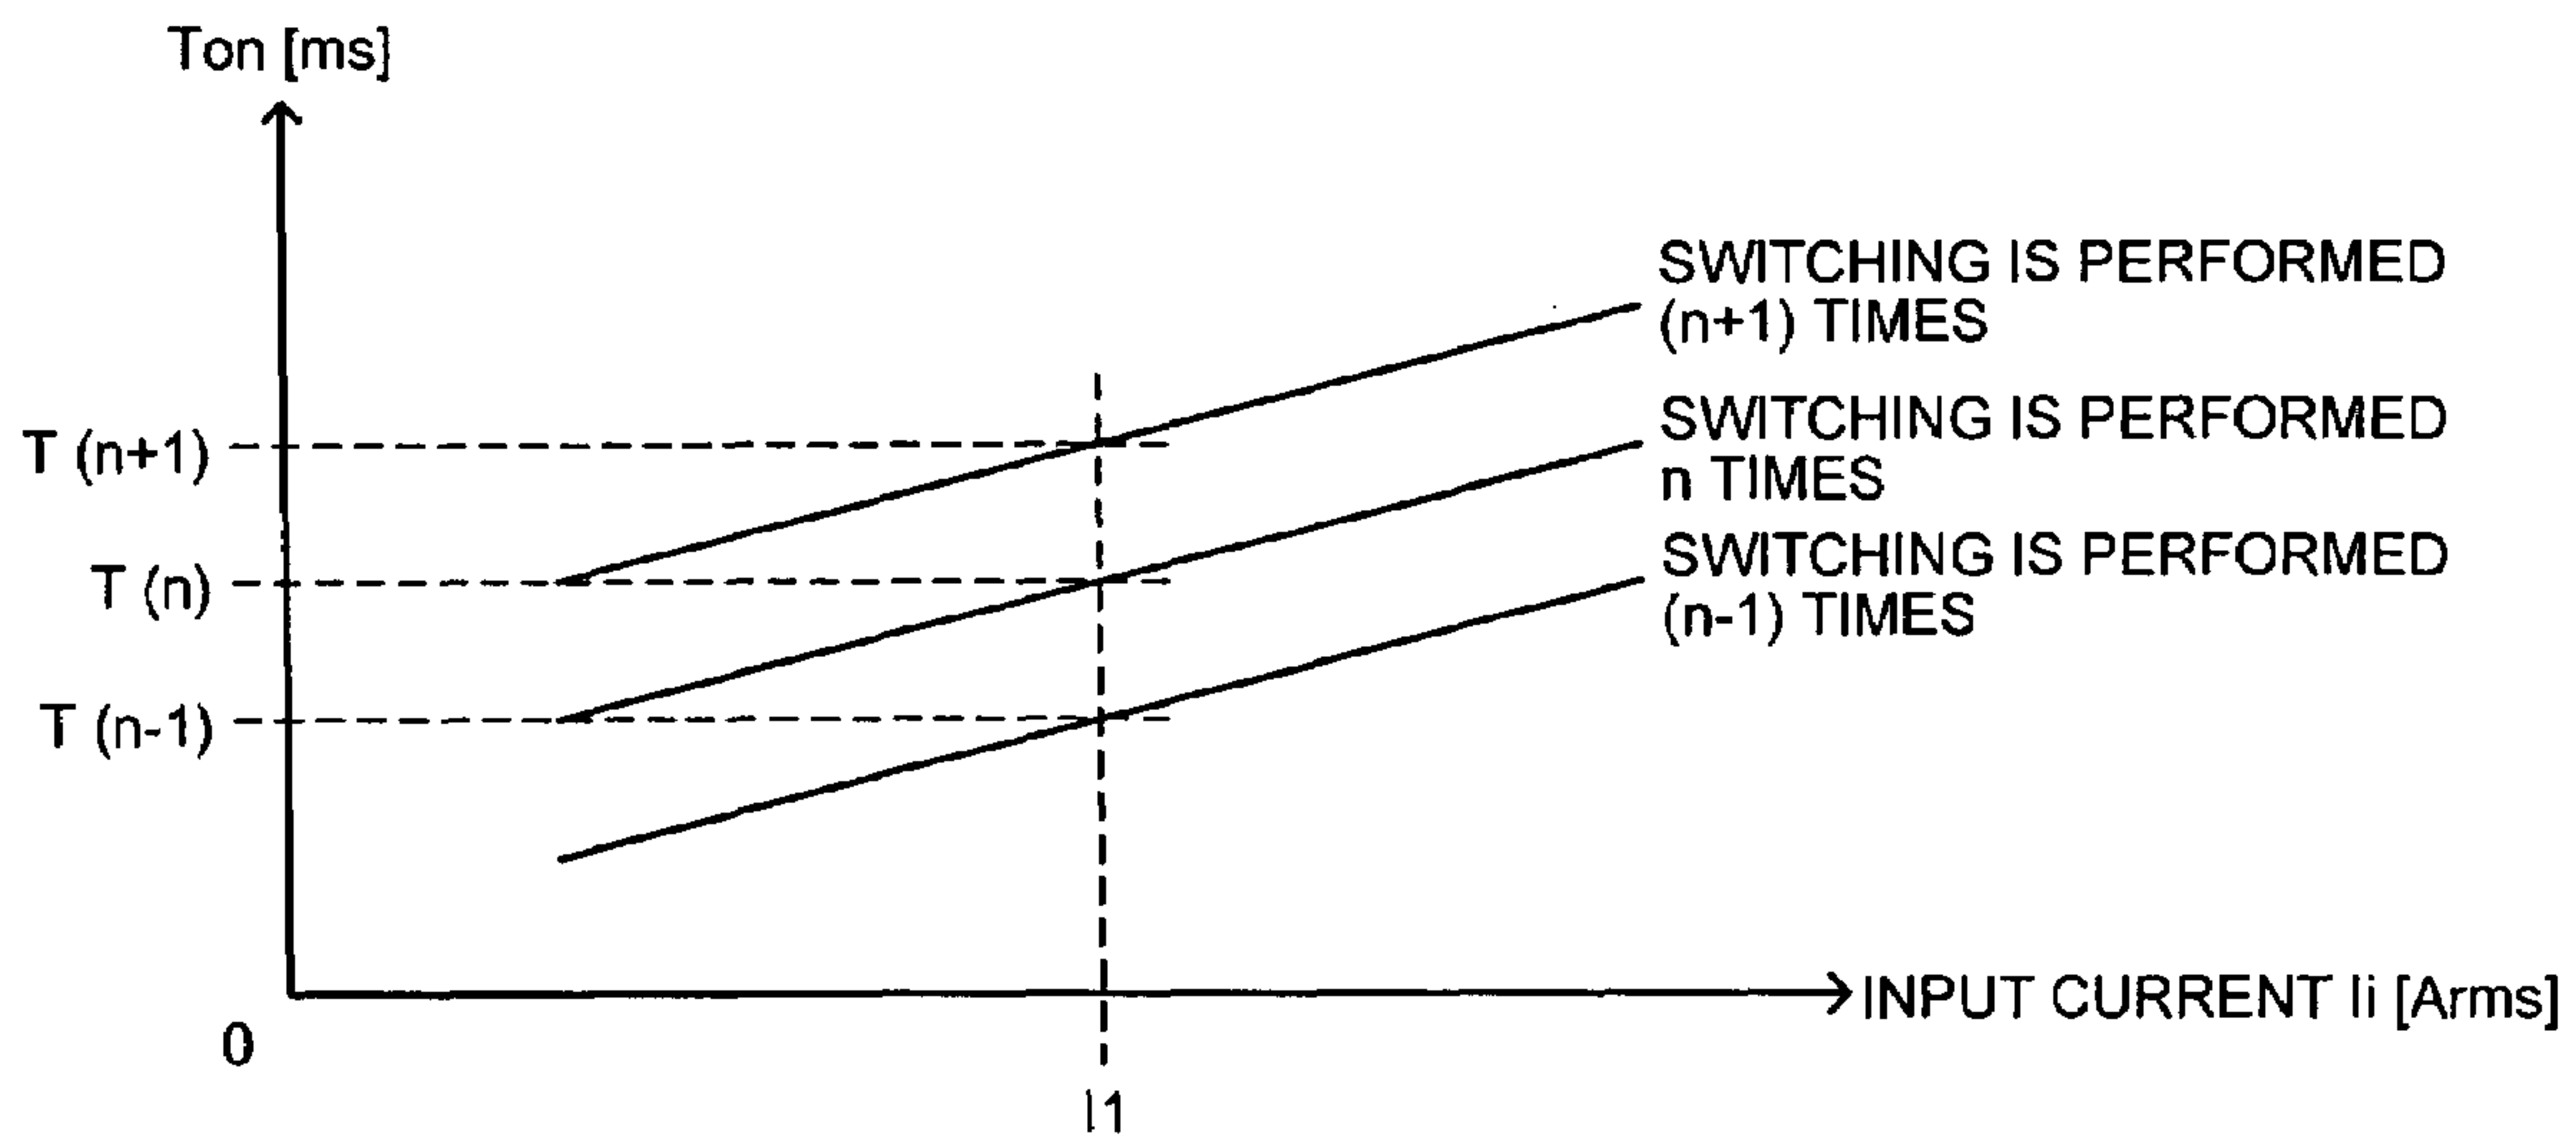 Ton [ms]
SWITCHING IS PERFORMED
(n+1) TIMES
SWITCHING IS PERFORMED
n TIMES
SWITCHING IS PERFORMED
(n-1) TIMES
T (n+1)
T (n)
T (n-1)
0
INPUT CURRENT Ii [Arms]
I1